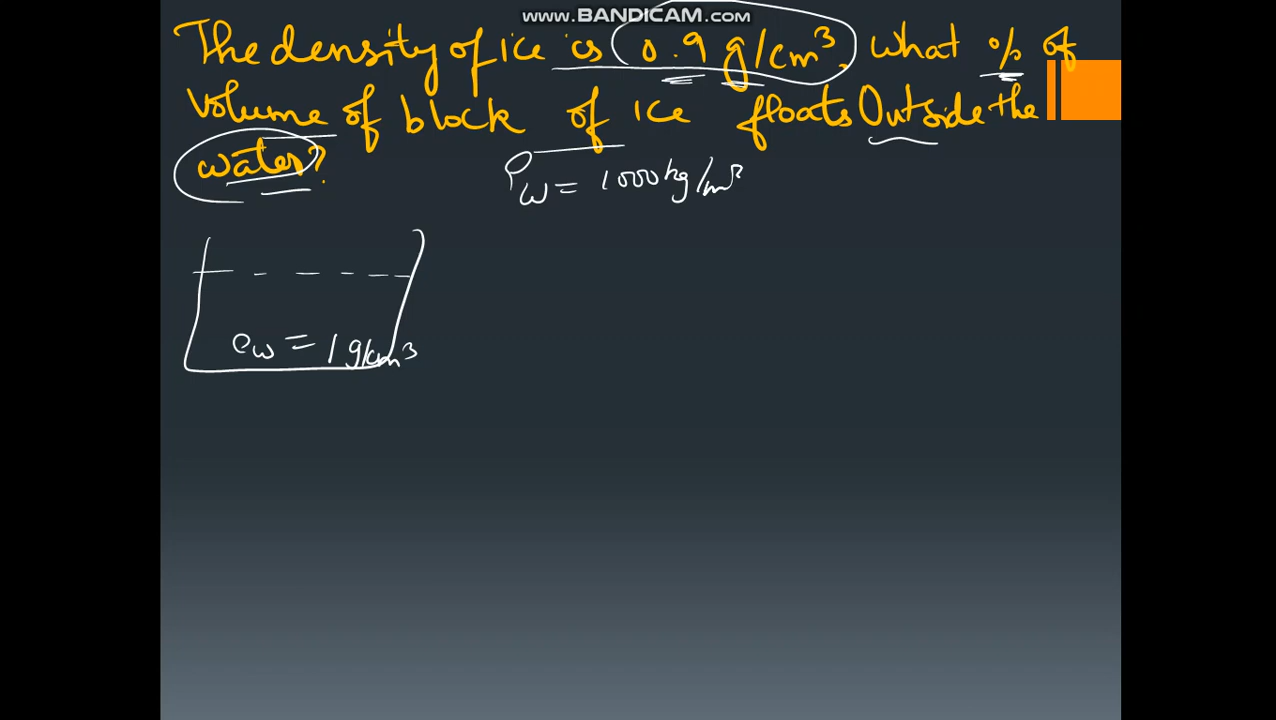 www.BANDICAM.com
The density of ice is 0.9 g/cm³. What % of
volume of block of ice floats Outside the
water?
ρw = 1000kg/m³
ρw = 1 g/cm³